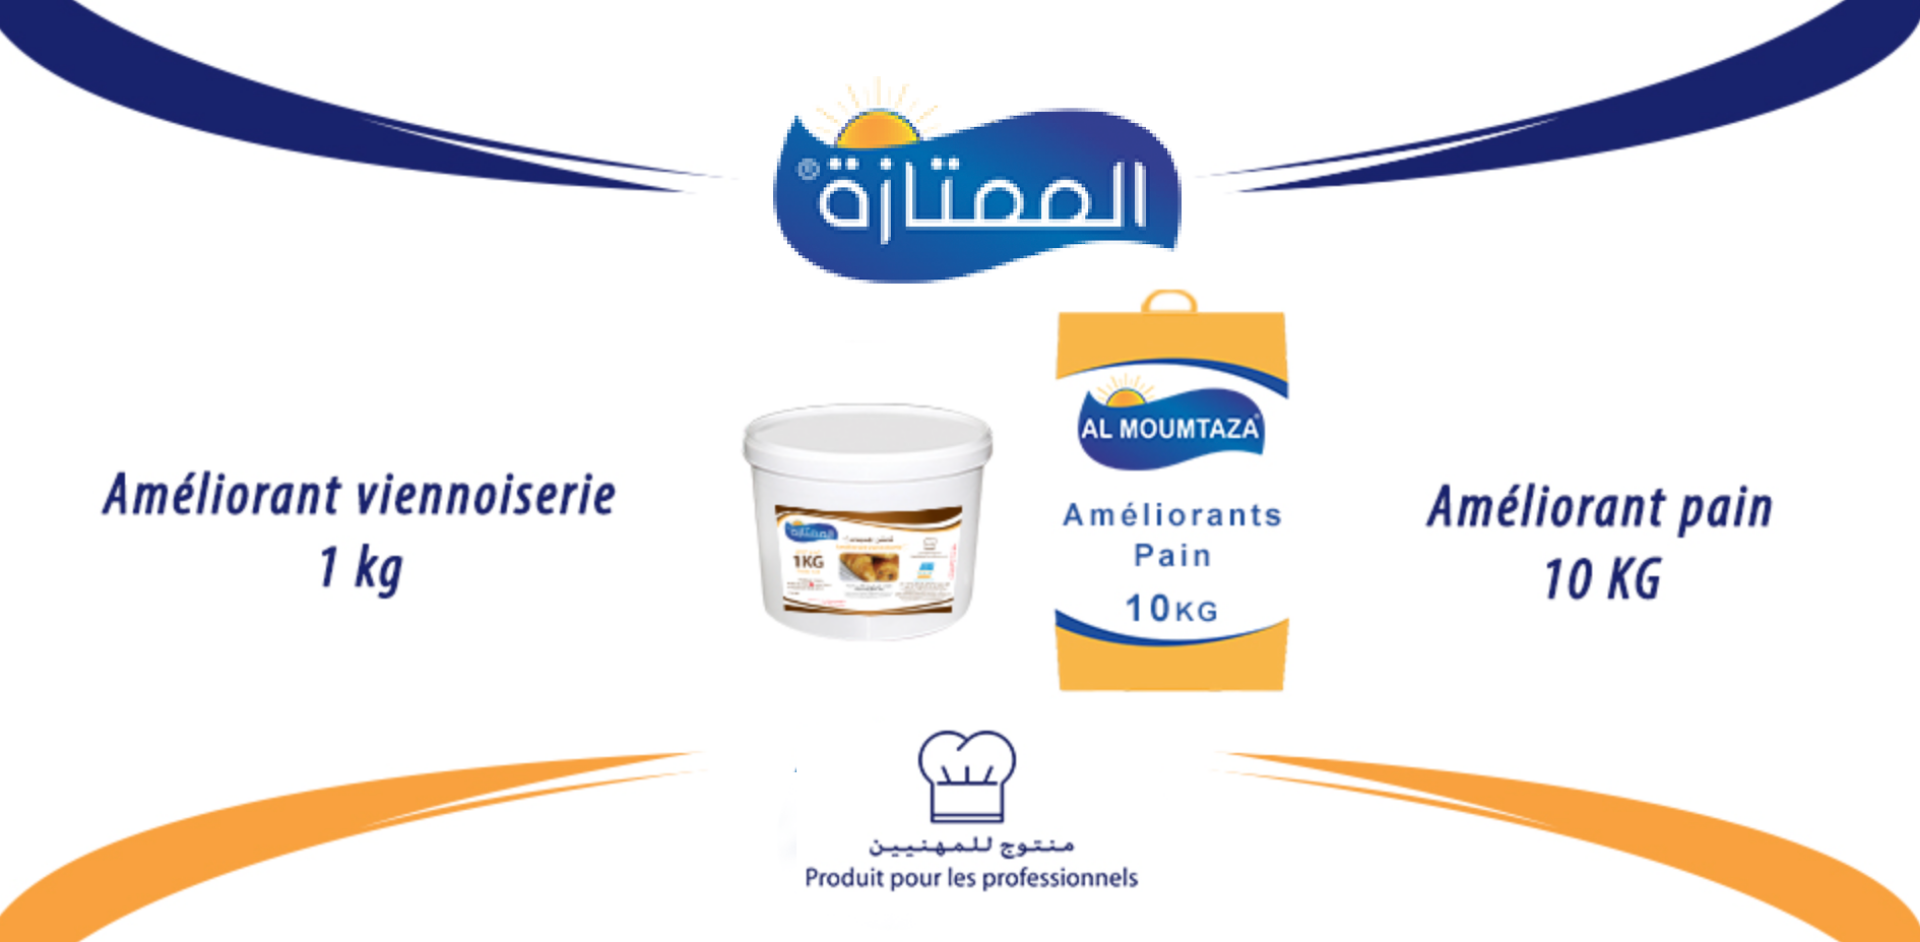 الممتازة®
Améliorant viennoiserie
1 kg
الممتازة
1KG
AL MOUMTAZA
Améliorants
Pain
10KG
Améliorant pain
10 KG
منتوج للمهنيين
Produit pour les professionnels